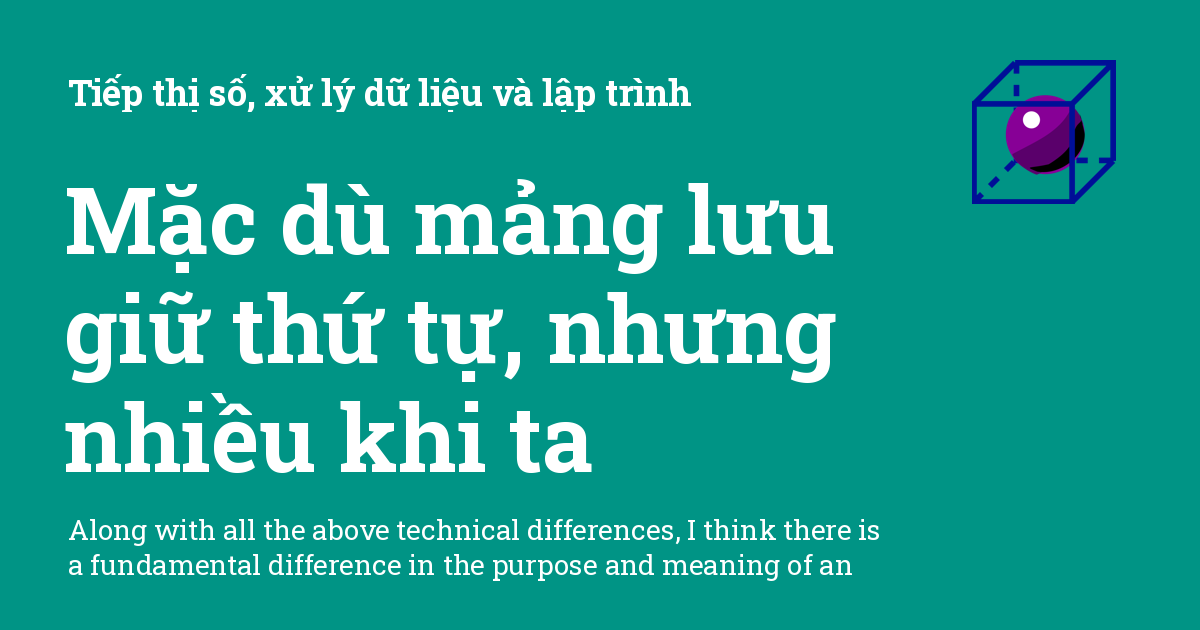 Tiếp thị số, xử lý dữ liệu và lập trình
Mặc dù mảng lưu
giữ thứ tự, nhưng
nhiều khi ta
Along with all the above technical differences, I think there is
a fundamental difference in the purpose and meaning of an